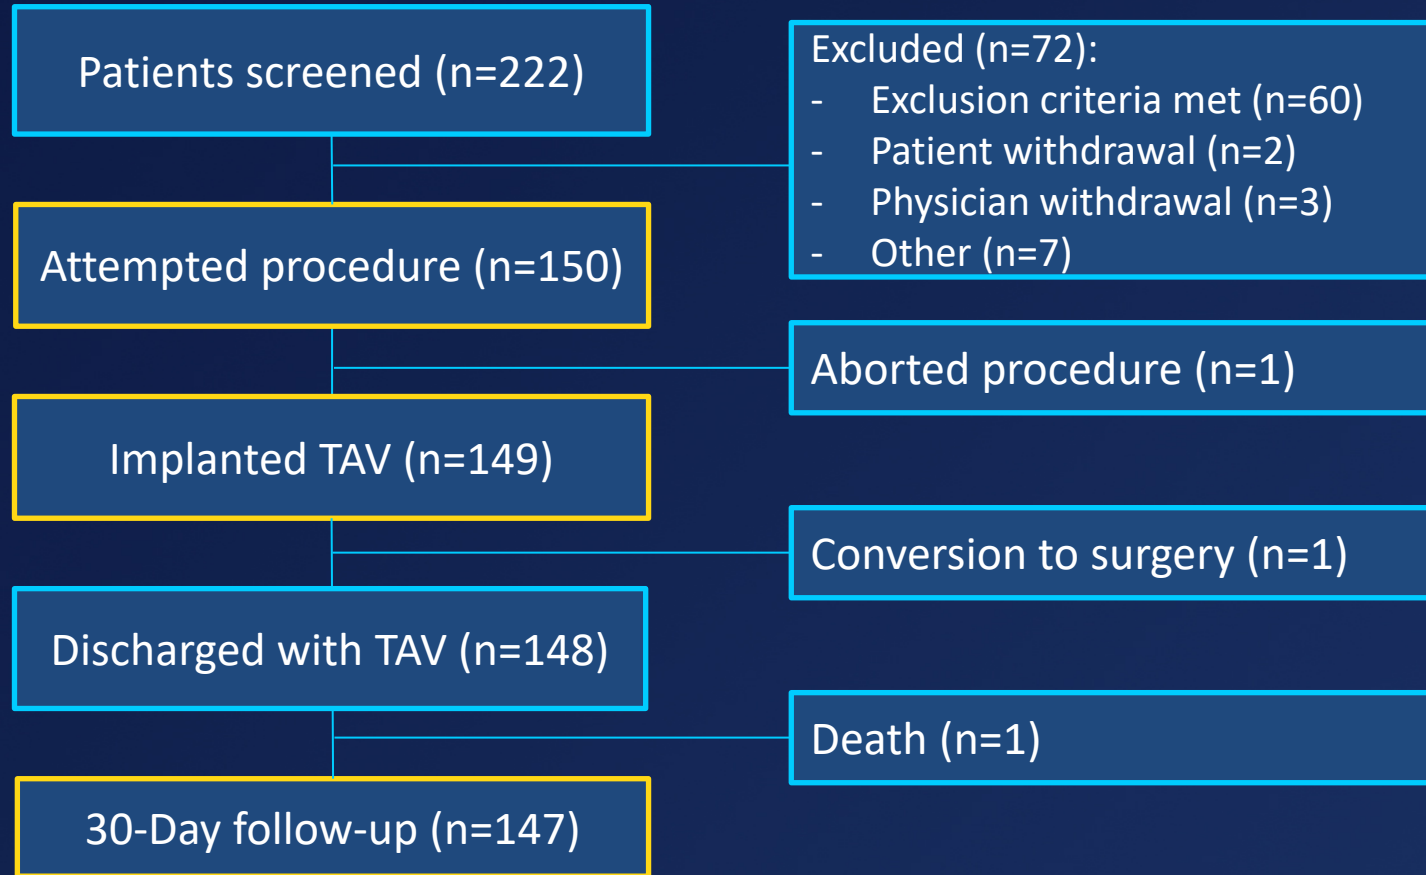 Patients screened (n=222)
Excluded (n=72):
- Exclusion criteria met (n=60)
- Patient withdrawal (n=2)
- Physician withdrawal (n=3)
- Other (n=7)
Attempted procedure (n=150)
Aborted procedure (n=1)
Implanted TAV (n=149)
Conversion to surgery (n=1)
Discharged with TAV (n=148)
Death (n=1)
30-Day follow-up (n=147)